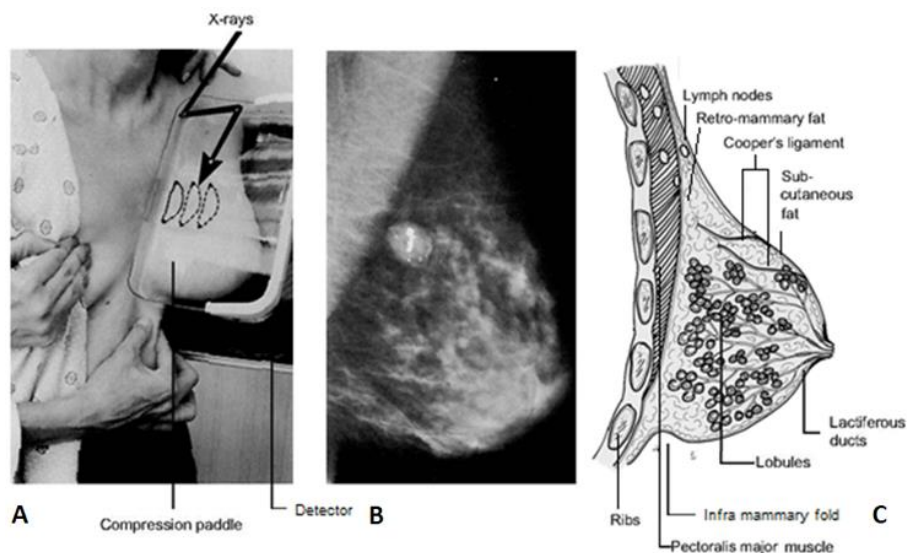 X-rays
Lymph nodes
Retro-mammary fat
Cooper's ligament
Sub-
cutaneous
fat
Lactiferous
ducts
Lobules
Detector
Infra mammary fold
Ribs
Pectoralis major muscle
Compression paddle
A
B
C